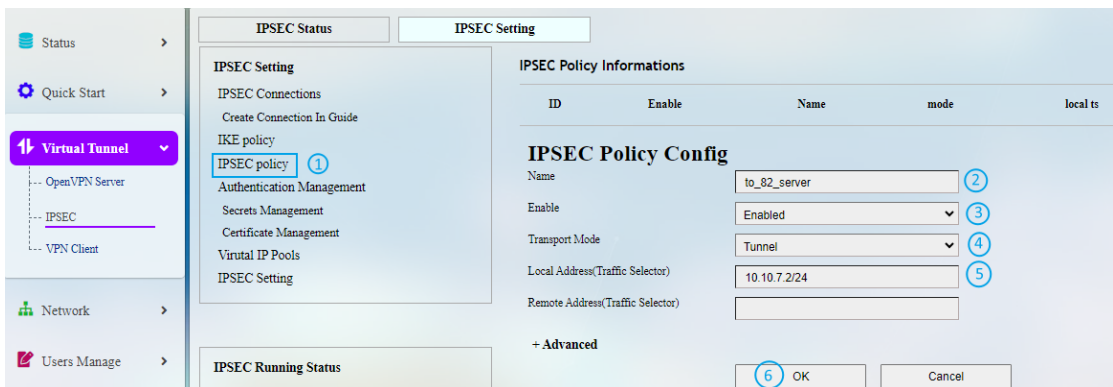 Status
Quick Start
Virtual Tunnel
OpenVPN Server
IPSEC
VPN Client
Network
Users Manage
IPSEC Status
IPSEC Setting
IPSEC Setting
IPSEC Connections
Create Connection In Guide
IKE policy
IPSEC policy 1
Authentication Management
Secrets Management
Certificate Management
Virutal IP Pools
IPSEC Setting
IPSEC Running Status
IPSEC Policy Informations
ID Enable Name mode local ts
IPSEC Policy Config
Name to_82_server 2
Enable Enabled 3
Transport Mode Tunnel 4
Local Address(Traffic Selector) 10.10.7.2/24 5
Remote Address(Traffic Selector)
+ Advanced
6 OK Cancel